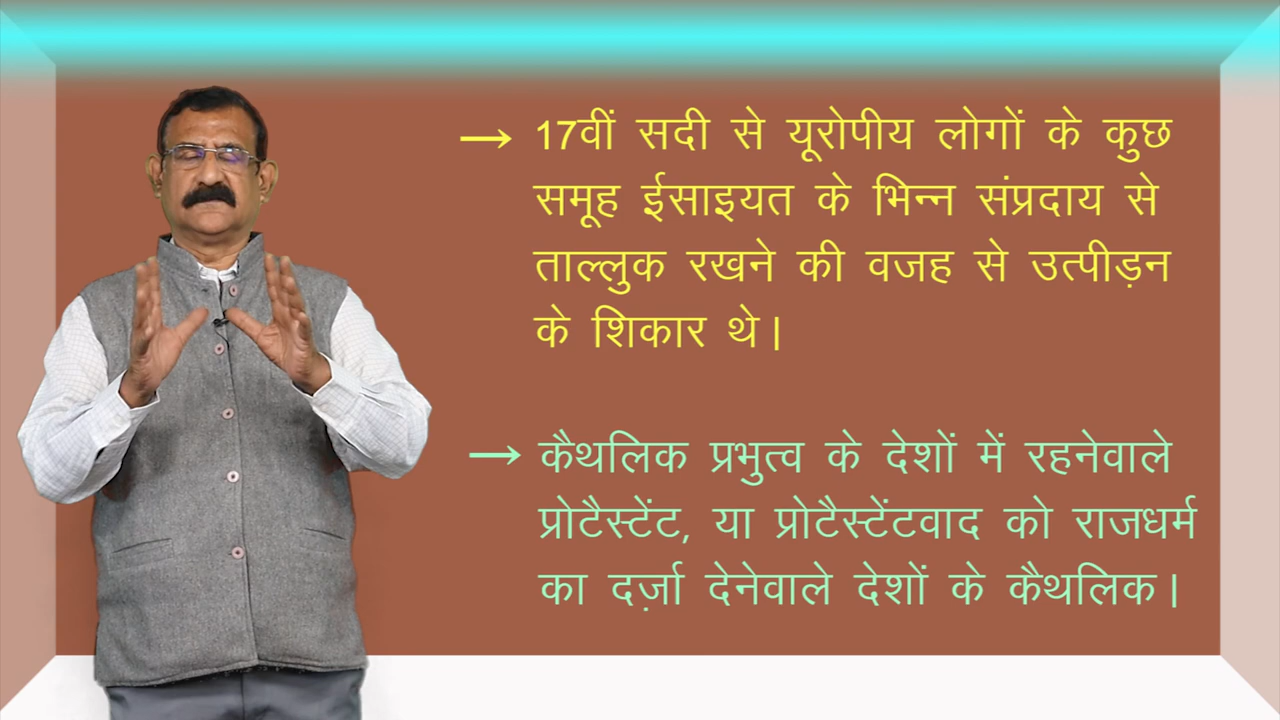 → 17वीं सदी से यूरोपीय लोगों के कुछ
समूह ईसाइयत के भिन्न संप्रदाय से
ताल्लुक रखने की वजह से उत्पीड़न
के शिकार थे।
→ कैथलिक प्रभुत्व के देशों में रहनेवाले
प्रोटैस्टेंट, या प्रोटैस्टेंटवाद को राजधर्म
का दर्ज़ा देनेवाले देशों के कैथलिक।